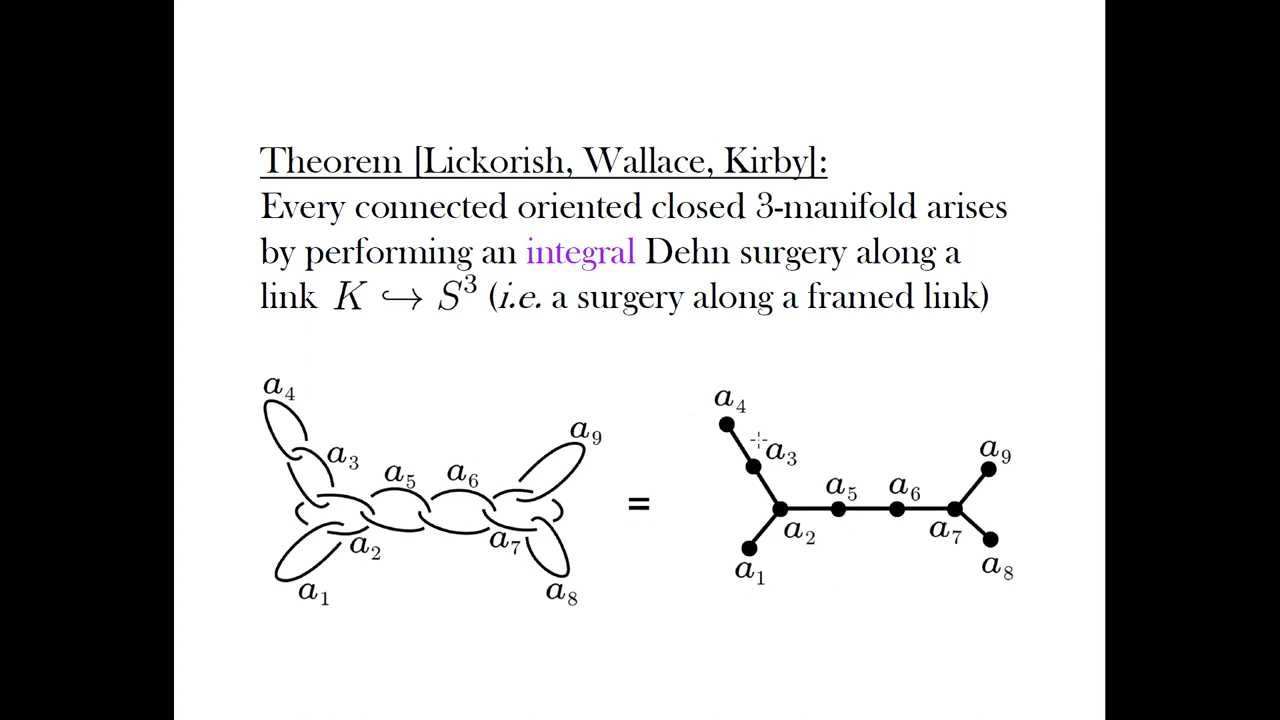 Theorem [Lickorish, Wallace, Kirby]:
Every connected oriented closed 3-manifold arises
by performing an integral Dehn surgery along a
link K ↪ S³ (i.e. a surgery along a framed link)
a₄
a₃
a₅
a₆
a₉
a₂
a₇
a₁
a₈
=
a₄
a₃
a₅
a₆
a₉
a₂
a₇
a₁
a₈